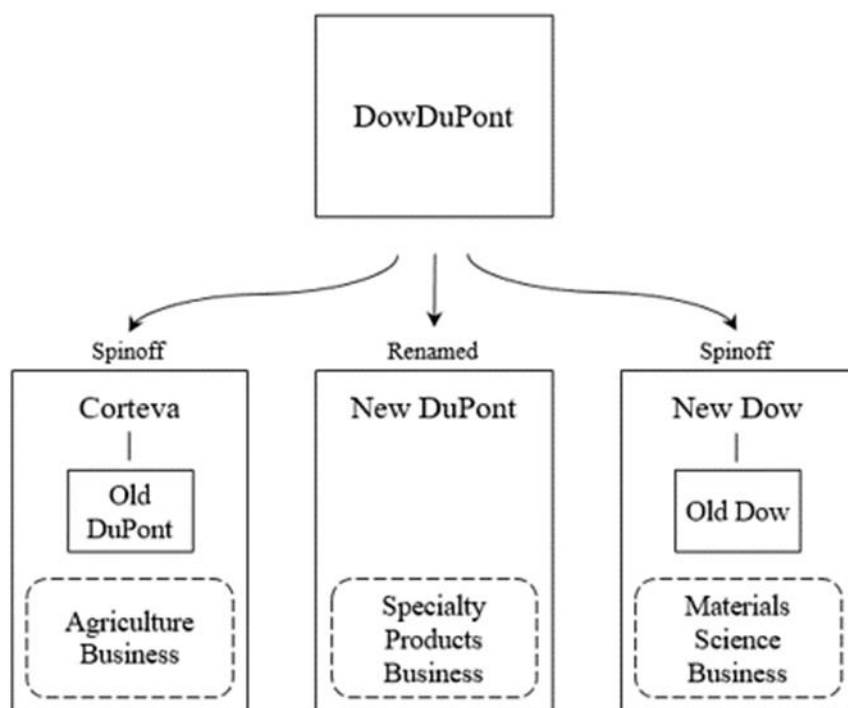 DowDuPont
Spinoff
Renamed
Spinoff
Corteva
New DuPont
New Dow
Old
DuPont
Old Dow
Agriculture
Business
Specialty
Products
Business
Materials
Science
Business